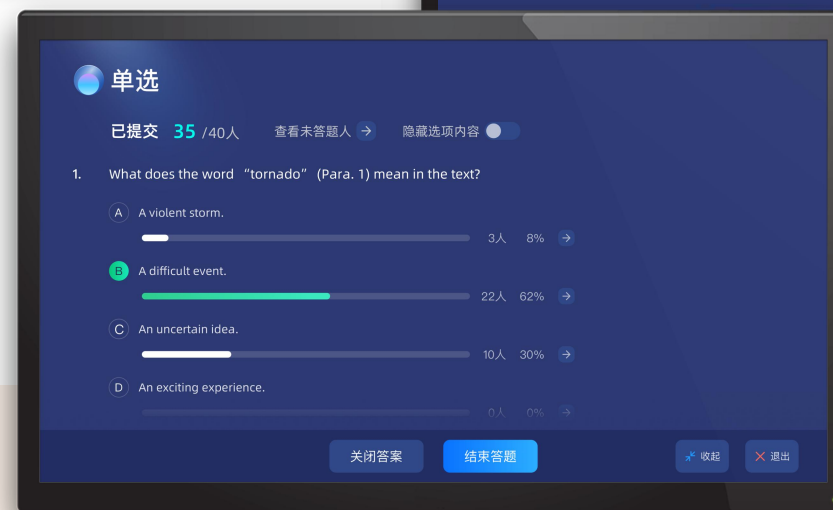 单选
已提交 35 /40人 查看未答题人 → 隐藏选项内容
1. What does the word “tornado” (Para. 1) mean in the text?
A A violent storm.
3人 8% →
B A difficult event.
22人 62% →
C An uncertain idea.
10人 30% →
D An exciting experience.
0人 0% →
关闭答案 结束答题 收起 退出